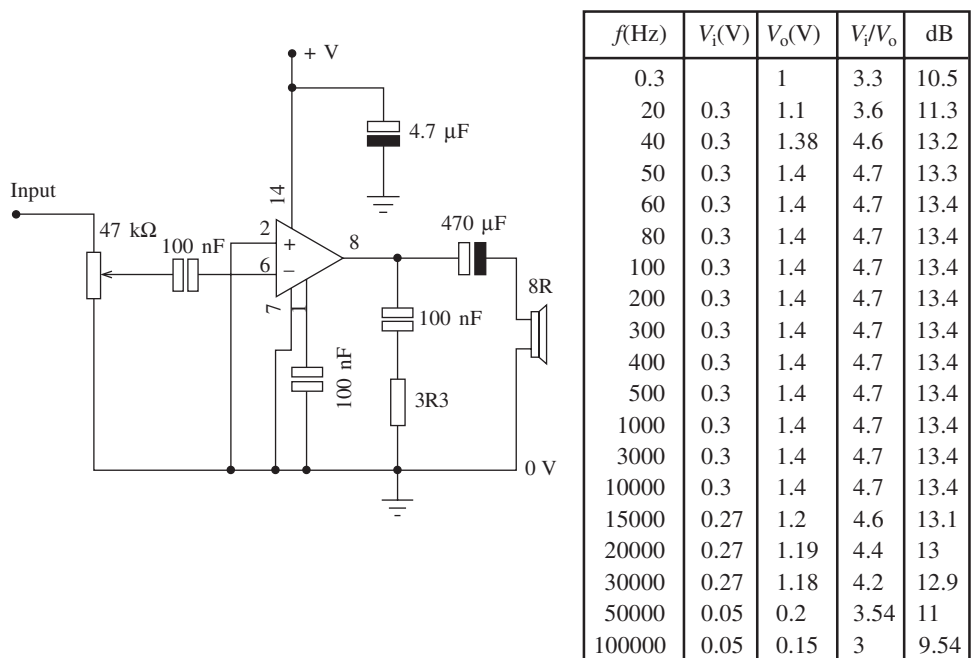 + V
4.7 µF
Input
14
47 kΩ
2
470 µF
100 nF
+
8
6
−
8R
7
1
100 nF
100 nF
3R3
0 V
f(Hz) Vi(V) Vo(V) Vi/Vo dB
0.3 1 3.3 10.5
20 0.3 1.1 3.6 11.3
40 0.3 1.38 4.6 13.2
50 0.3 1.4 4.7 13.3
60 0.3 1.4 4.7 13.4
80 0.3 1.4 4.7 13.4
100 0.3 1.4 4.7 13.4
200 0.3 1.4 4.7 13.4
300 0.3 1.4 4.7 13.4
400 0.3 1.4 4.7 13.4
500 0.3 1.4 4.7 13.4
1000 0.3 1.4 4.7 13.4
3000 0.3 1.4 4.7 13.4
10000 0.3 1.4 4.7 13.4
15000 0.27 1.2 4.6 13.1
20000 0.27 1.19 4.4 13
30000 0.27 1.18 4.2 12.9
50000 0.05 0.2 3.54 11
100000 0.05 0.15 3 9.54